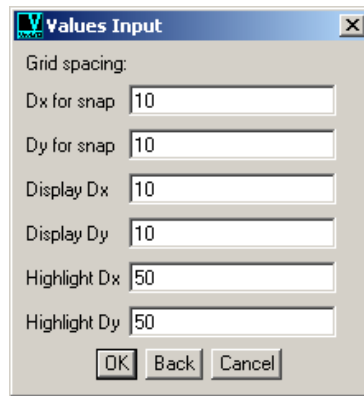 Values Input
Grid spacing:
Dx for snap 10
Dy for snap 10
Display Dx 10
Display Dy 10
Highlight Dx 50
Highlight Dy 50
OK Back Cancel